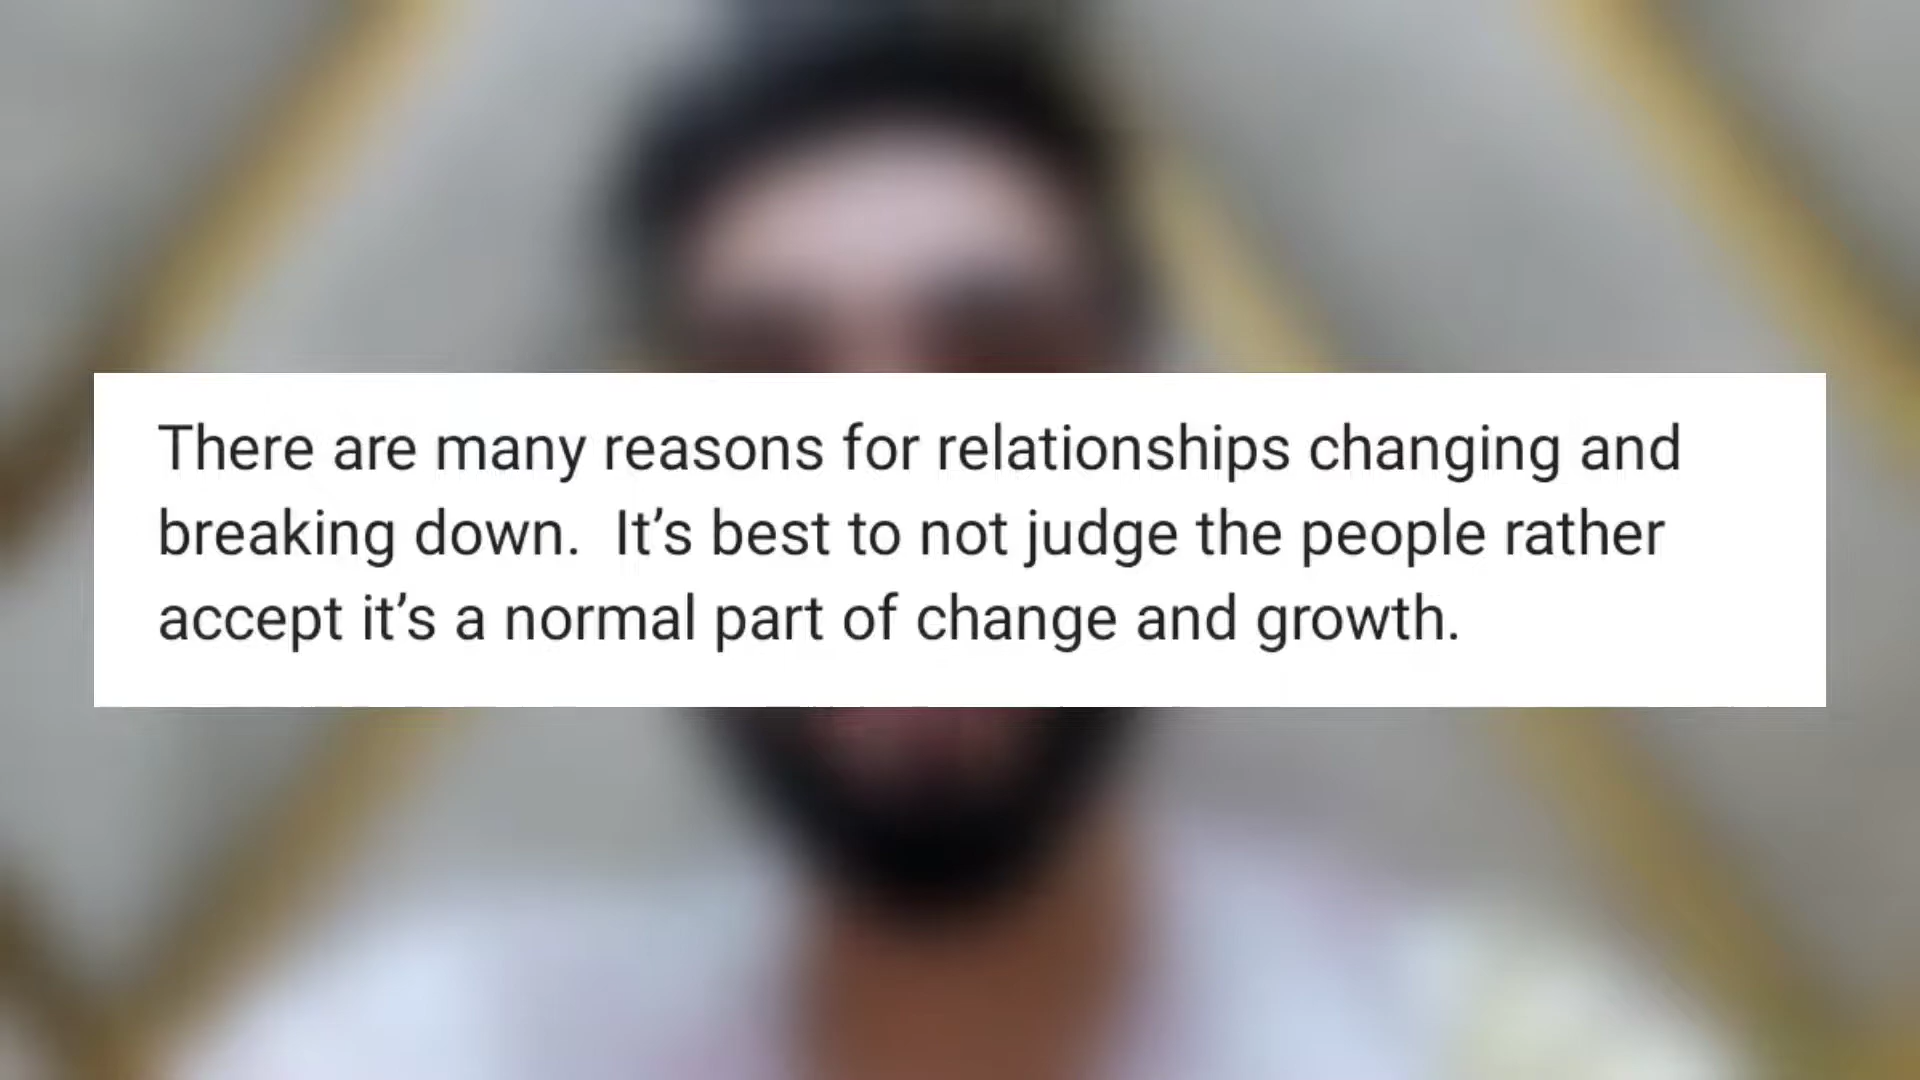 There are many reasons for relationships changing and
breaking down.  It’s best to not judge the people rather
accept it’s a normal part of change and growth.